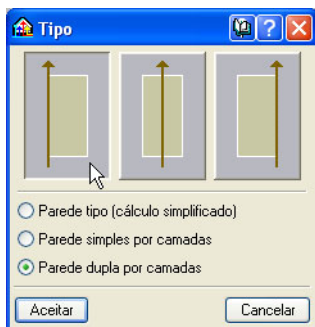 Tipo
?
Parede tipo (cálculo simplificado)
Parede simples por camadas
Parede dupla por camadas
Aceitar
Cancelar